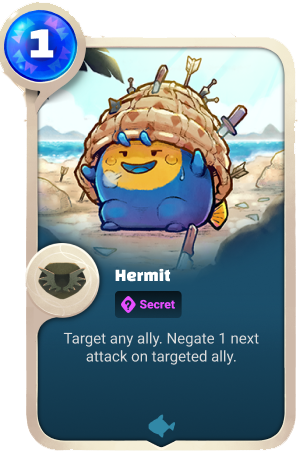 1
Hermit
Secret
Target any ally. Negate 1 next
attack on targeted ally.